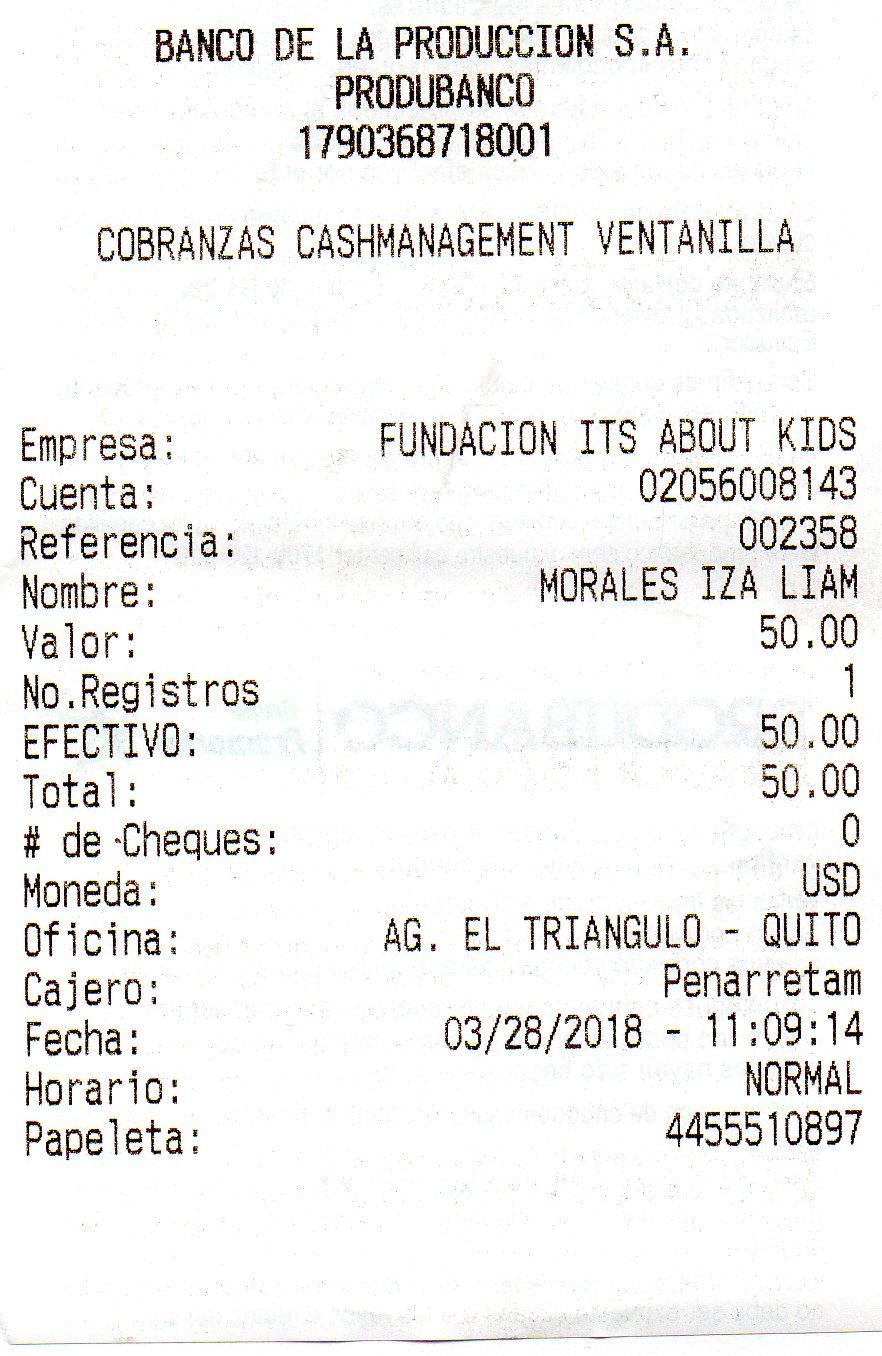 BANCO DE LA PRODUCCION S.A.
PRODUBANCO
1790368718001
COBRANZAS CASHMANAGEMENT VENTANILLA
Empresa: FUNDACION ITS ABOUT KIDS
Cuenta: 02056008143
Referencia: 002358
Nombre: MORALES IZA LIAM
Valor: 50.00
No.Registros 1
EFECTIVO: 50.00
Total: 50.00
# de Cheques: 0
Moneda: USD
Oficina: AG. EL TRIANGULO - QUITO
Cajero: Penarretam
Fecha: 03/28/2018 - 11:09:14
Horario: NORMAL
Papeleta: 4455510897